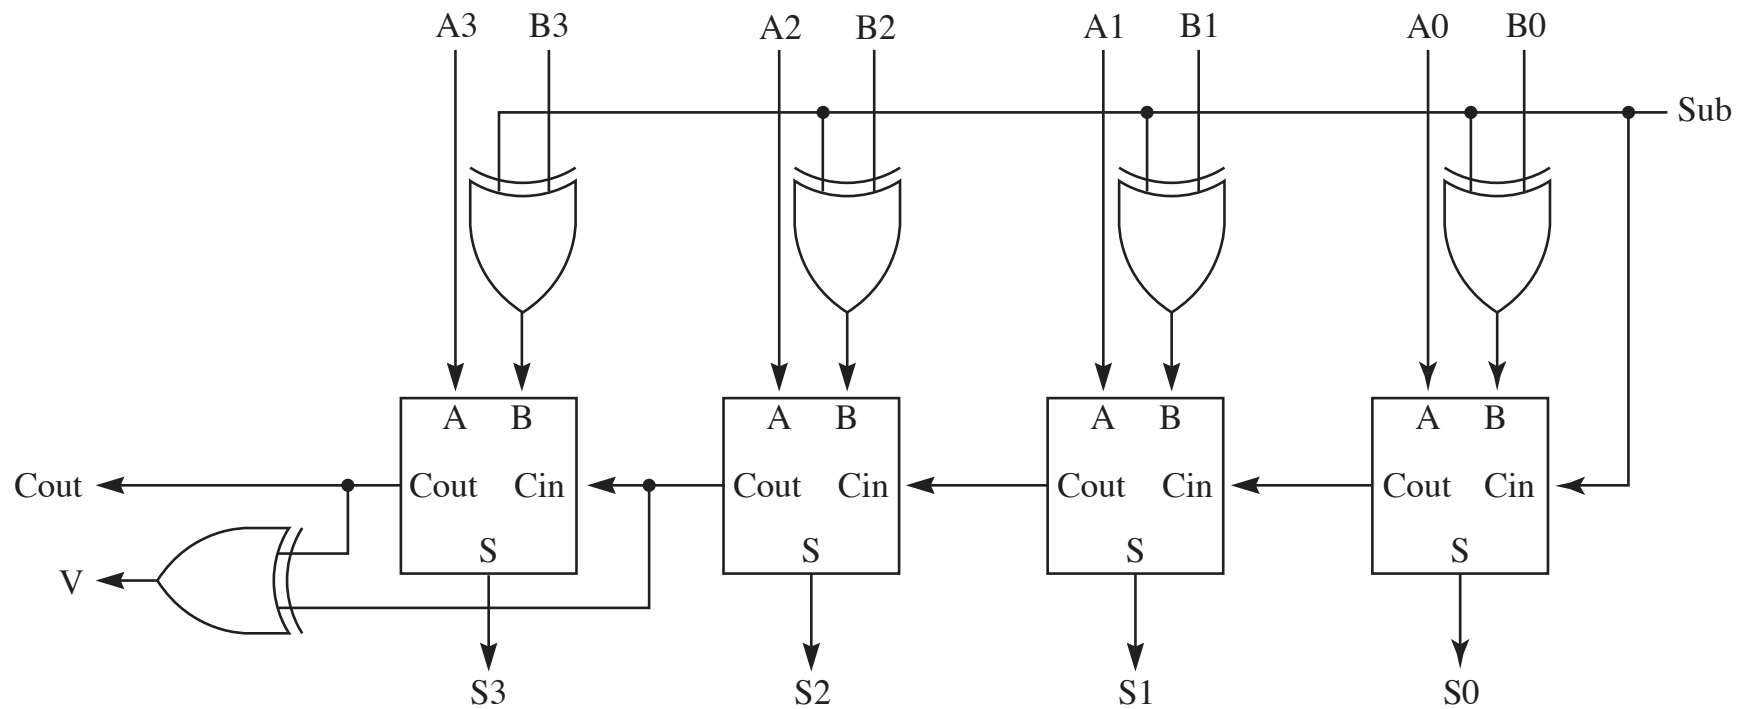 A3 B3 A2 B2 A1 B1 A0 B0
Sub
A B A B A B A B
Cout Cout Cin Cout Cin Cout Cin Cout Cin
S S S S
V
S3 S2 S1 S0